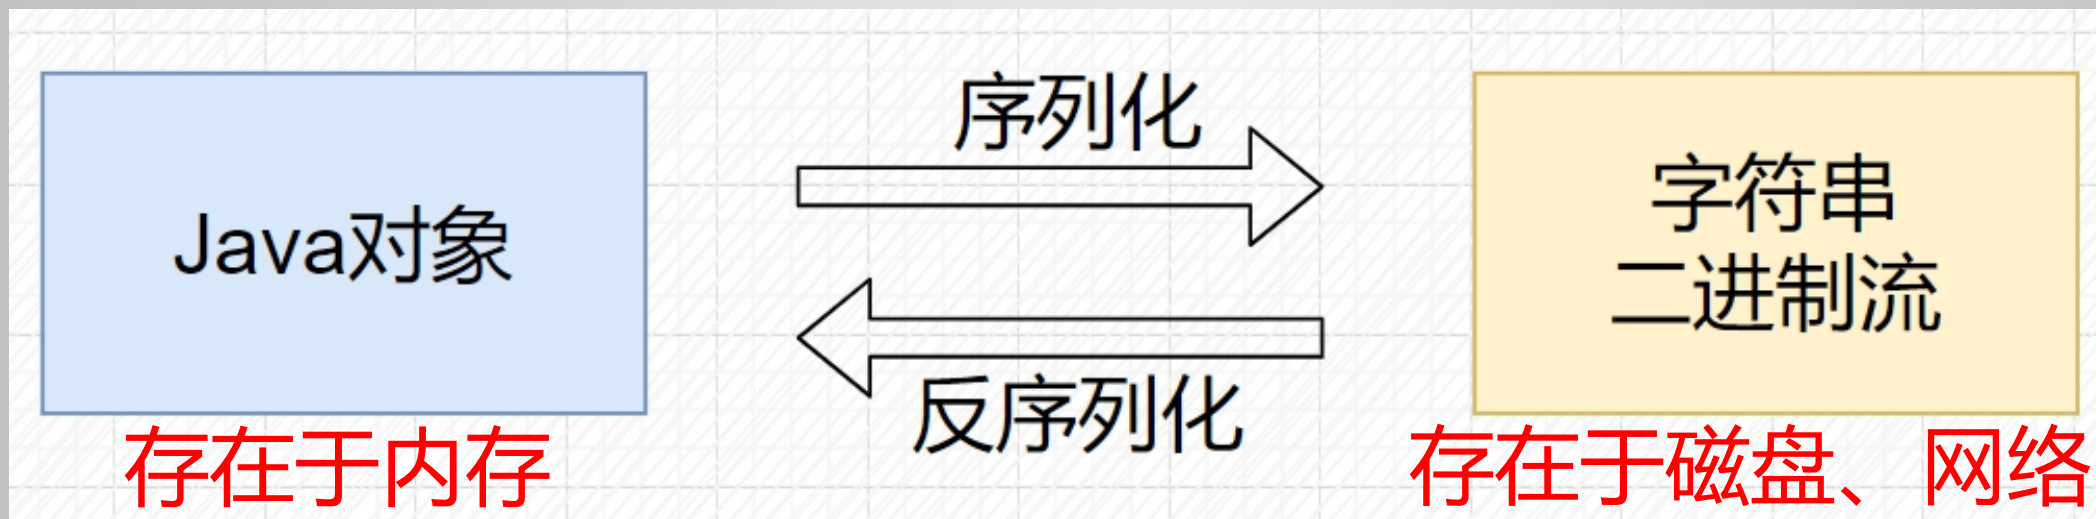 序列化
Java对象
字符串
二进制流
反序列化
存在于内存
存在于磁盘、网络